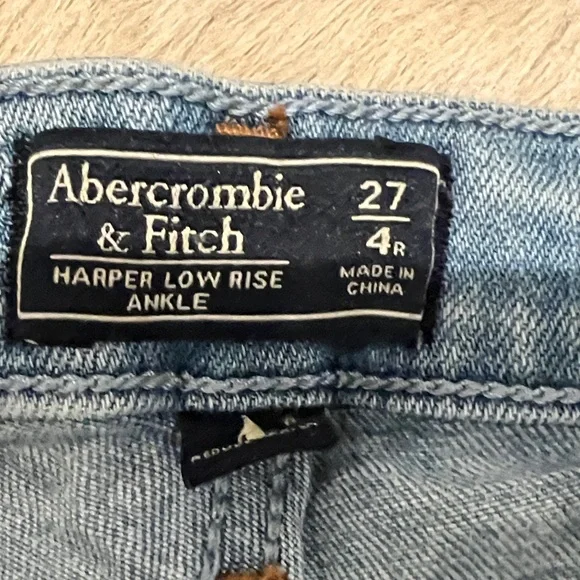 Abercrombie
& Fitch
HARPER LOW RISE
ANKLE
27
4R
MADE IN
CHINA